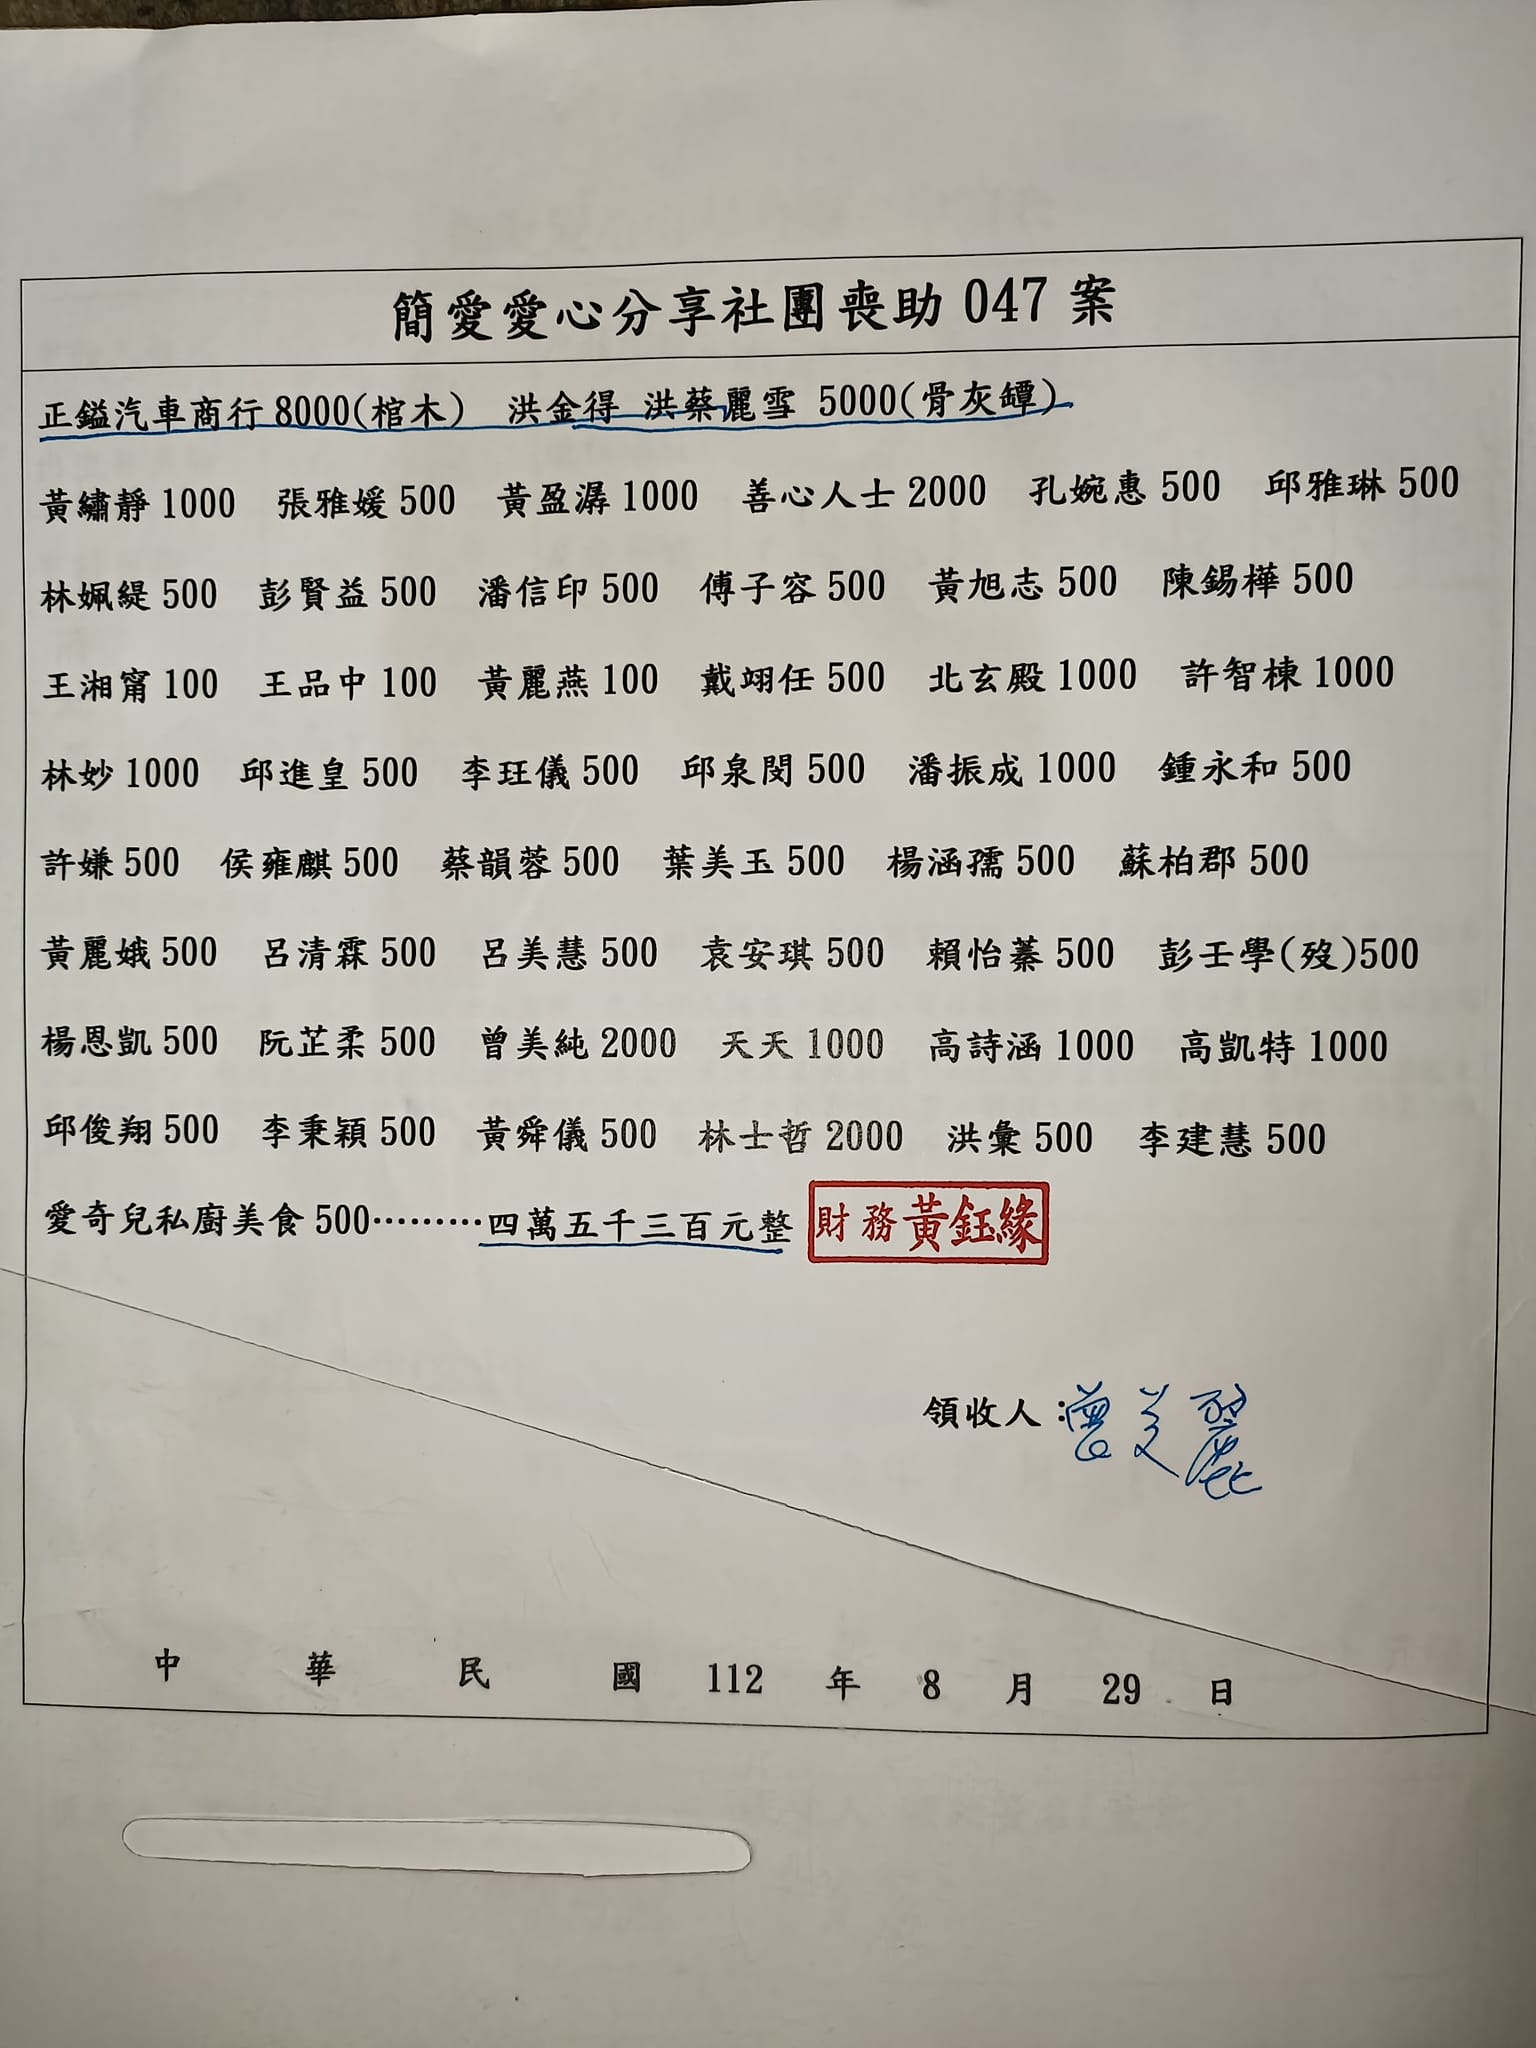 簡愛愛心分享社團喪助 047 案
正鎰汽車商行 8000(棺木) 洪金得 洪蔡麗雪 5000(骨灰罈)
黃繡靜 1000 張雅媛 500 黃盈潺 1000 善心人士 2000 孔婉惠 500 邱雅琳 500
林姵緹 500 彭賢益 500 潘信印 500 傅子容 500 黃旭志 500 陳錫樺 500
王湘甯 100 王品中 100 黃麗燕 100 戴翊任 500 北玄殿 1000 許智棟 1000
林妙 1000 邱進皇 500 李玨儀 500 邱泉閔 500 潘振成 1000 鍾永和 500
許嫌 500 侯雍麒 500 蔡韻蓉 500 葉美玉 500 楊涵孺 500 蘇柏郡 500
黃麗娥 500 呂清霖 500 呂美慧 500 袁安琪 500 賴怡蓁 500 彭壬學(歿)500
楊恩凱 500 阮芷柔 500 曾美純 2000 天天 1000 高詩涵 1000 高凱特 1000
邱俊翔 500 李秉穎 500 黃舜儀 500 林士哲 2000 洪彙 500 李建慧 500
愛奇兒私廚美食 500⋯⋯⋯四萬五千三百元整 財務 黃鈺緣
領收人：曾美麗
中華民國 112 年 8 月 29 日